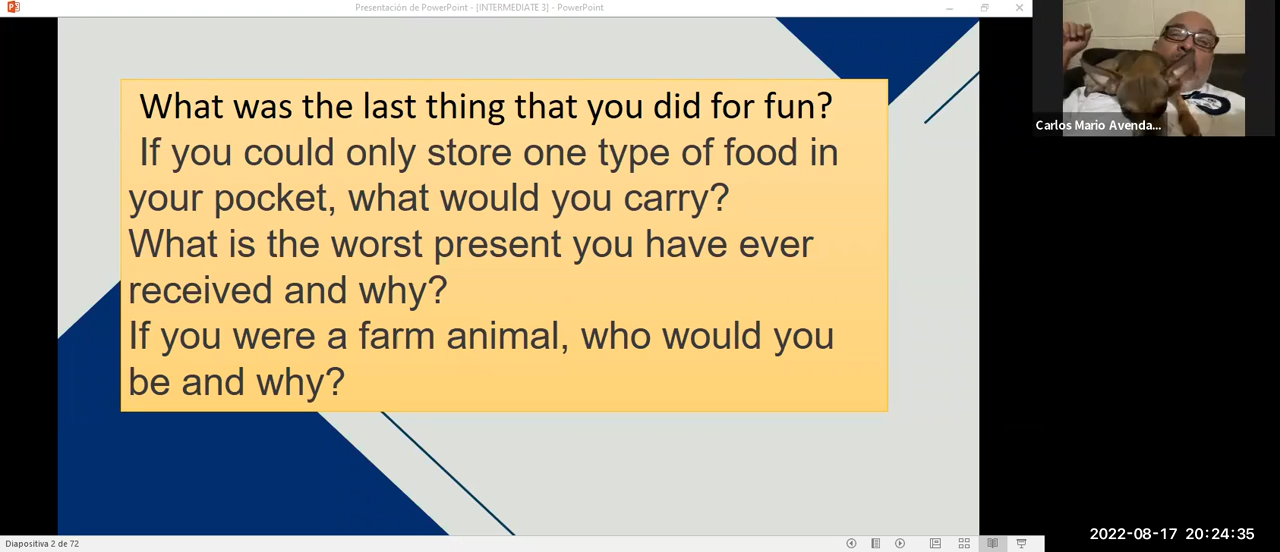 Presentación de PowerPoint - [INTERMEDIATE 3] - PowerPoint
What was the last thing that you did for fun?
If you could only store one type of food in
your pocket, what would you carry?
What is the worst present you have ever
received and why?
If you were a farm animal, who would you
be and why?
Carlos Mario Avenda...
Diapositiva 2 de 72
2022-08-17 20:24:35